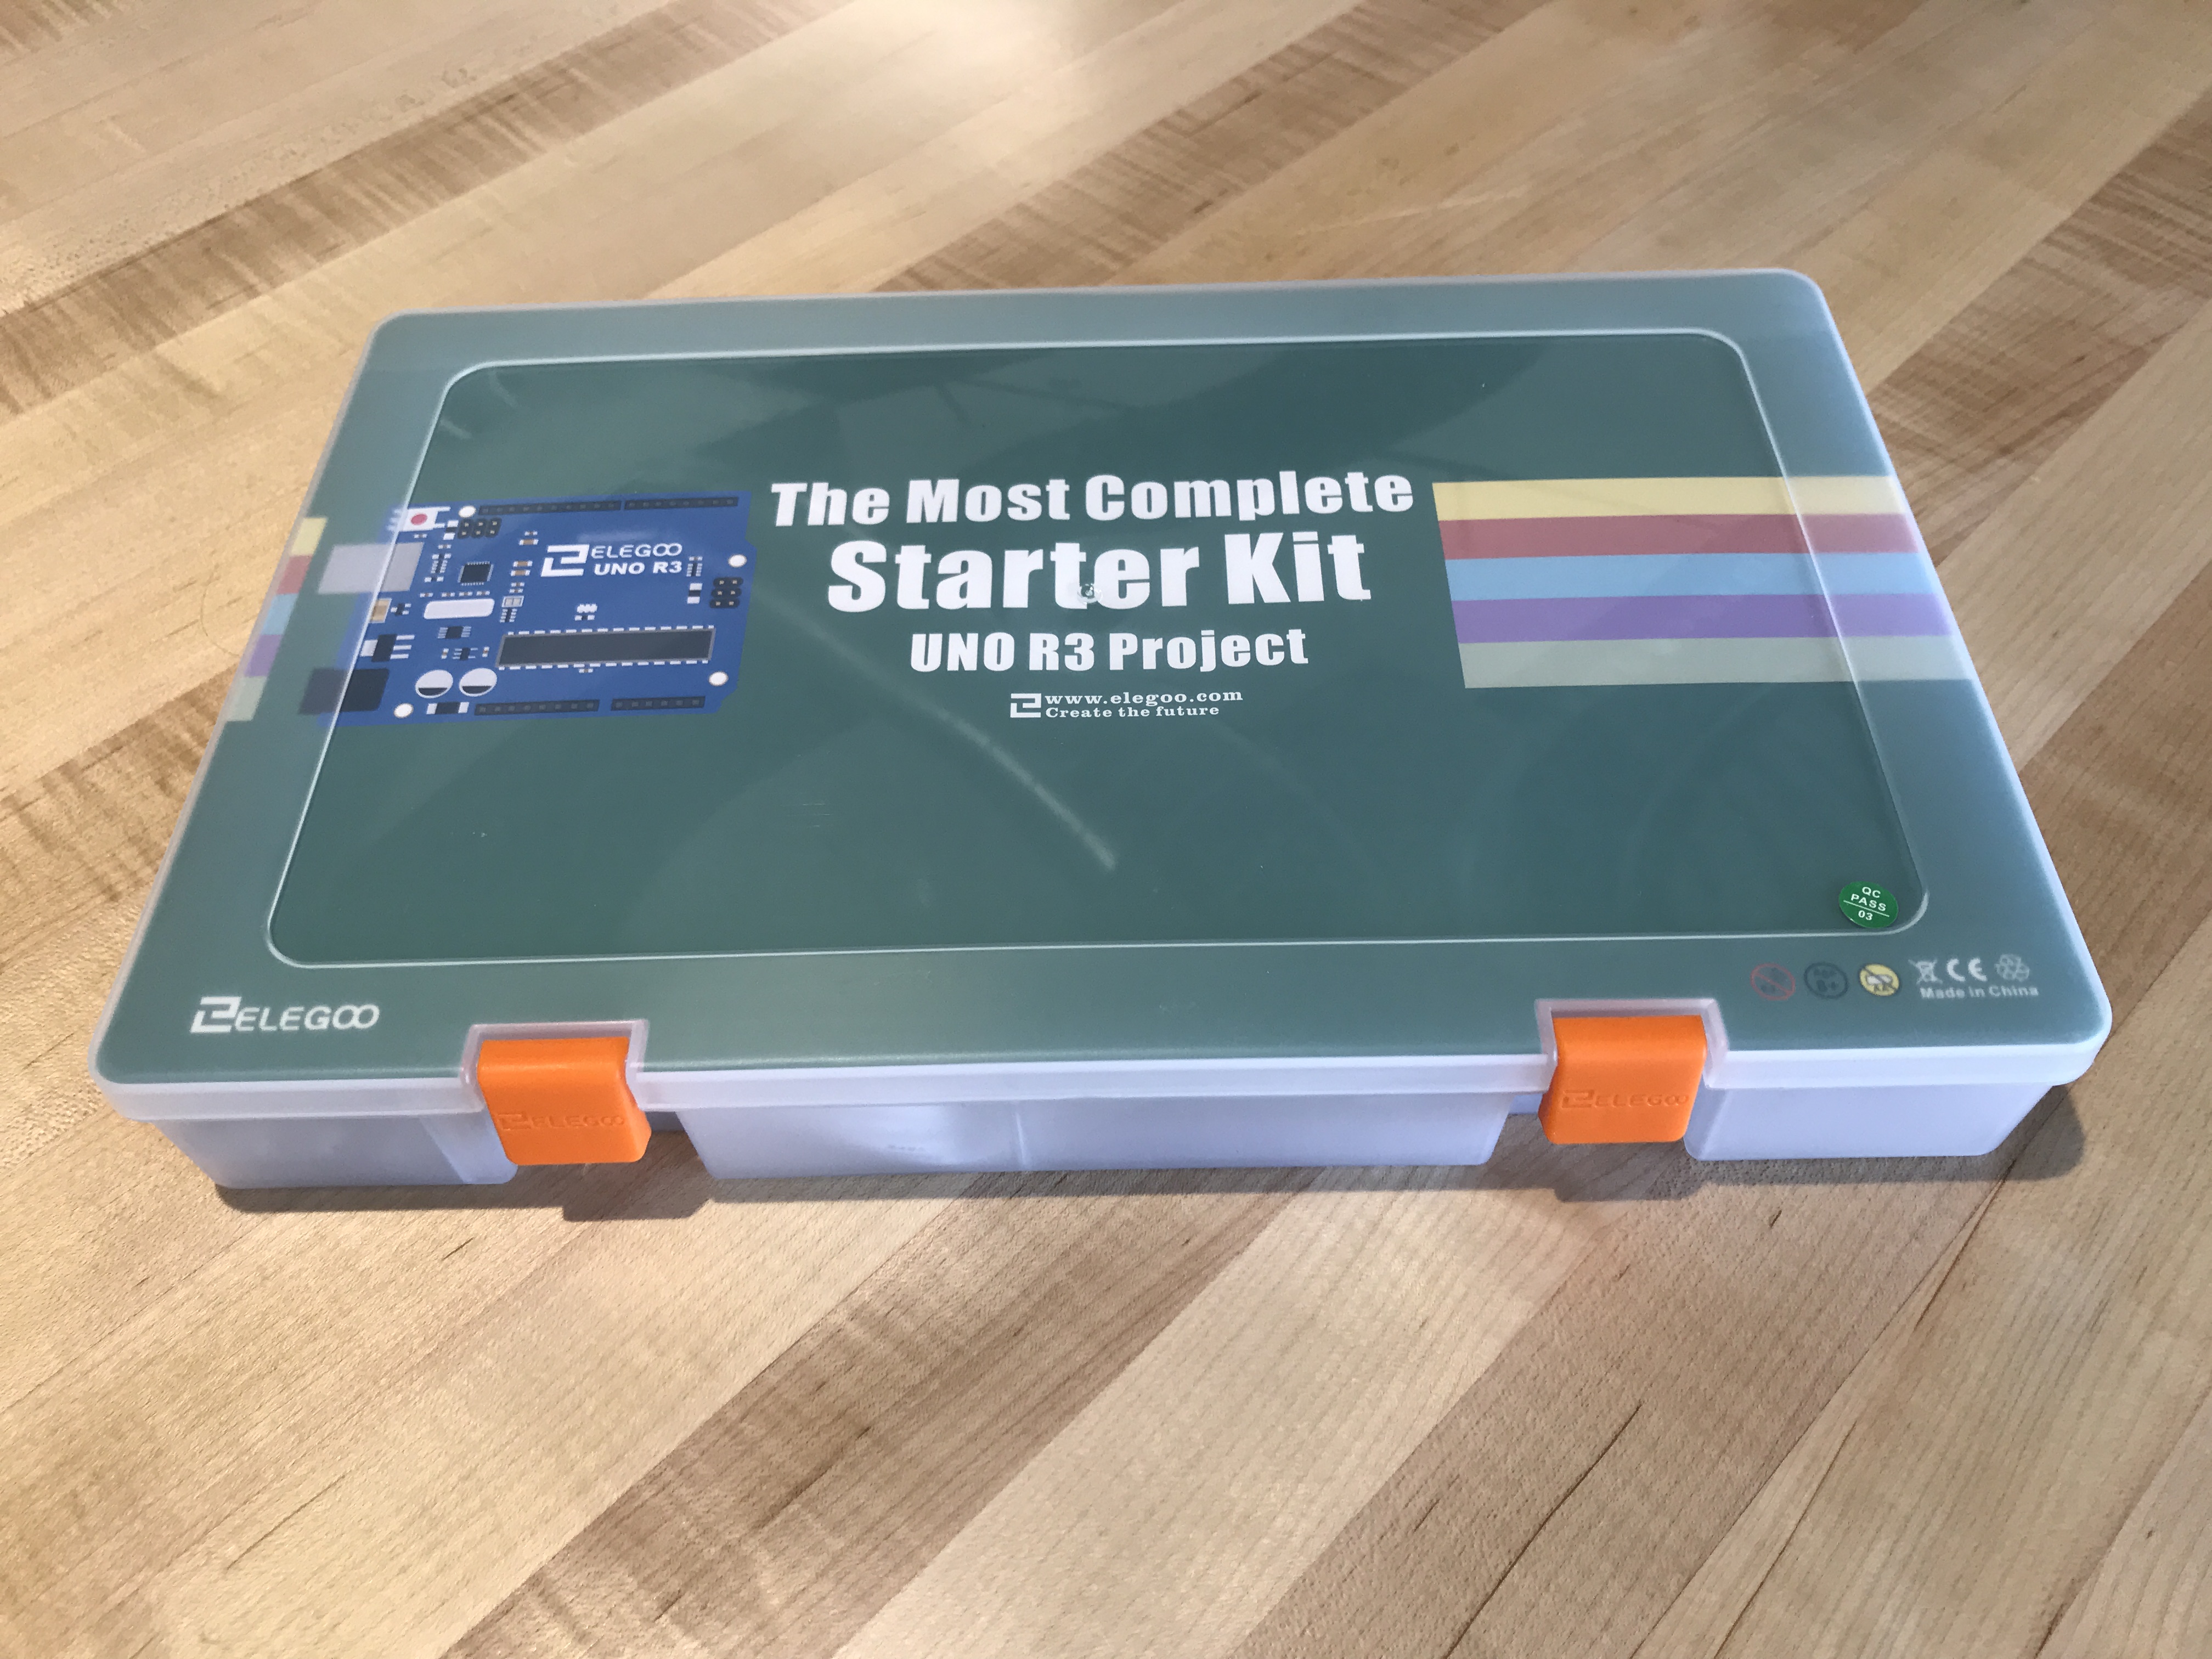 The Most Complete
Starter Kit
UNO R3 Project
www.elegoo.com
Create the future
ELEGOO
UNO R3
QC
PASS
03
ELEGOO
8+
CE
Made in China
ELEGOO
ELEGOO